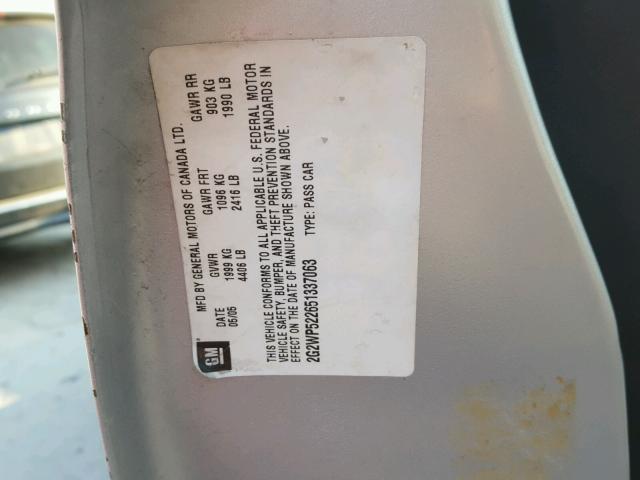 GM
MFD BY GENERAL MOTORS OF CANADA LTD.
DATE GVWR GAWR FRT GAWR RR
05/05 1999 KG 1096 KG 903 KG
4406 LB 2416 LB 1990 LB
THIS VEHICLE CONFORMS TO ALL APPLICABLE U.S. FEDERAL MOTOR
VEHICLE SAFETY, BUMPER, AND THEFT PREVENTION STANDARDS IN
EFFECT ON THE DATE OF MANUFACTURE SHOWN ABOVE.
2G2WP522651337063 TYPE: PASS CAR